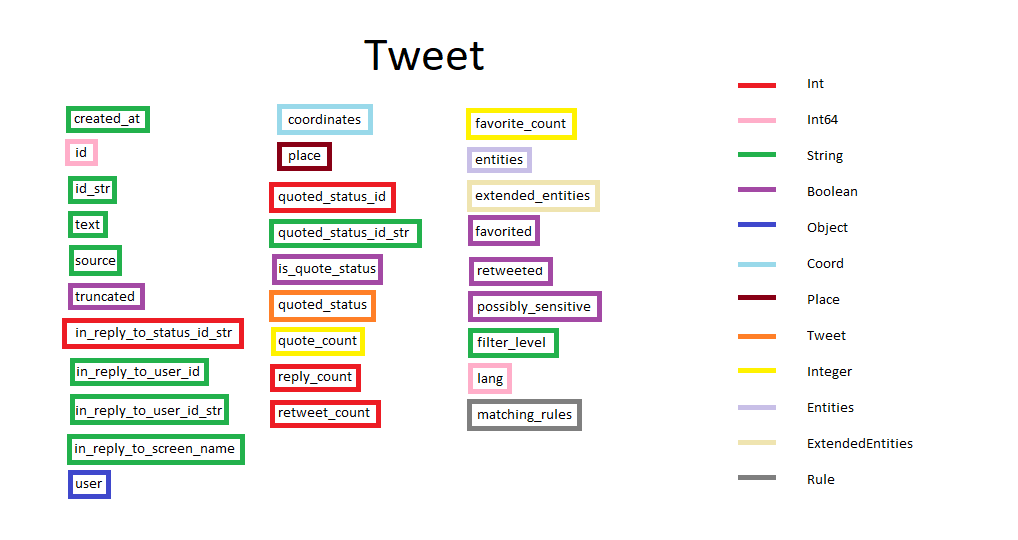 Tweet
created_at
id
id_str
text
source
truncated
in_reply_to_status_id_str
in_reply_to_user_id
in_reply_to_user_id_str
in_reply_to_screen_name
user
coordinates
place
quoted_status_id
quoted_status_id_str
is_quote_status
quoted_status
quote_count
reply_count
retweet_count
favorite_count
entities
extended_entities
favorited
retweeted
possibly_sensitive
filter_level
lang
matching_rules
Int
Int64
String
Boolean
Object
Coord
Place
Tweet
Integer
Entities
ExtendedEntities
Rule